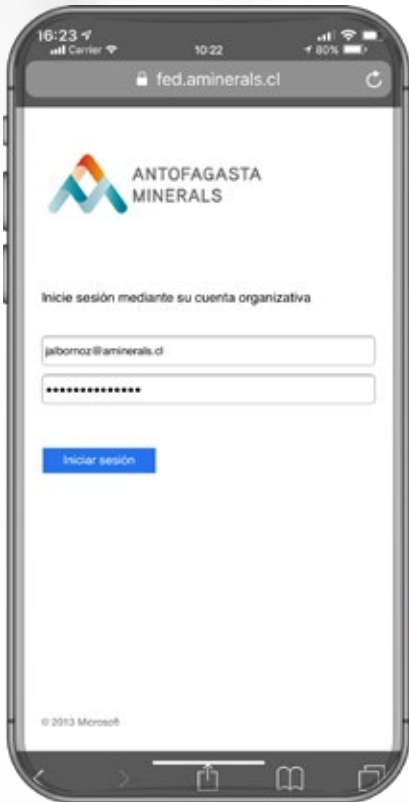 16:23
Carrier 10:22 80%
fed.aminerals.cl
ANTOFAGASTA
MINERALS
Inicie sesión mediante su cuenta organizativa
jalbornoz@aminerals.cl
••••••••••••••
Iniciar sesión
© 2013 Microsoft